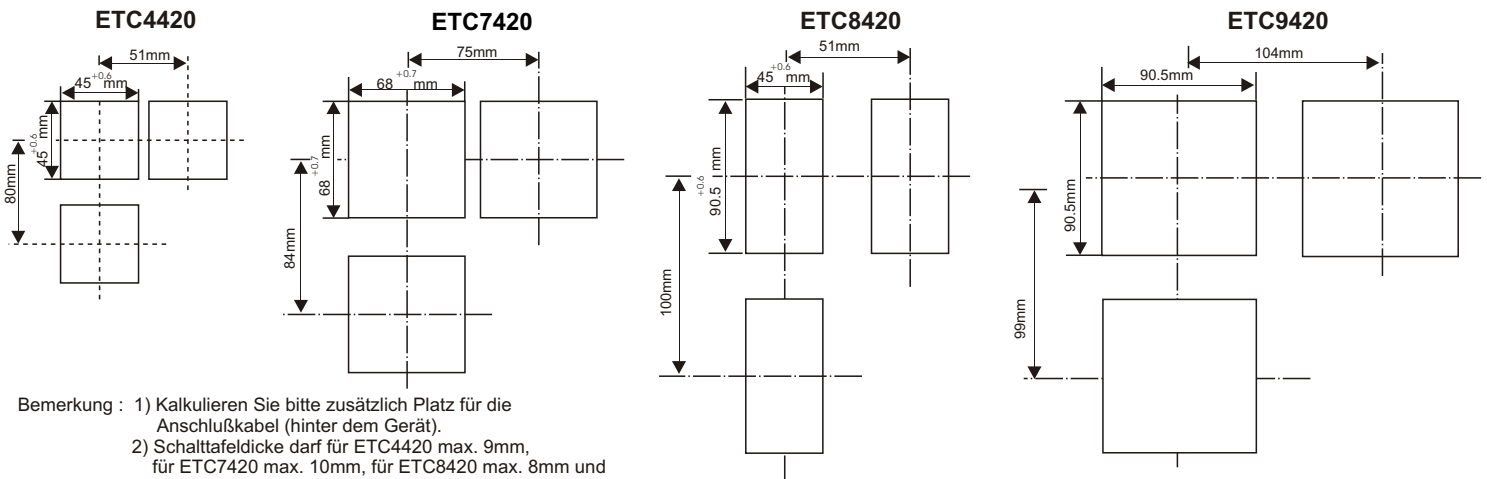 ETC4420
ETC7420
ETC8420
ETC9420
51mm
45+0.6 mm
45+0.6 mm
80mm
75mm
68+0.7 mm
68+0.7 mm
84mm
51mm
45+0.6 mm
90.5+0.6 mm
100mm
104mm
90.5mm
90.5mm
99mm
Bemerkung : 1) Kalkulieren Sie bitte zusätzlich Platz für die
Anschlußkabel (hinter dem Gerät).
2) Schalttafeldicke darf für ETC4420 max. 9mm,
für ETC7420 max. 10mm, für ETC8420 max. 8mm und